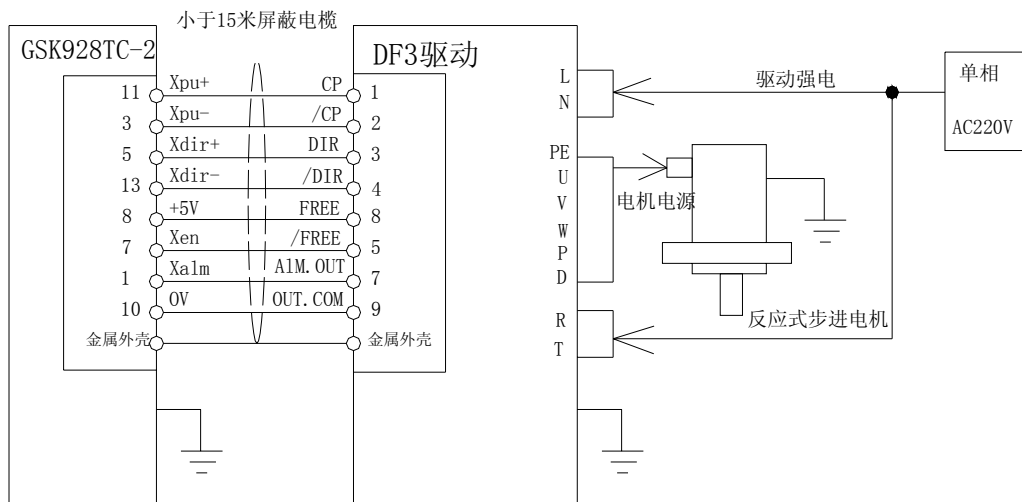 小于15米屏蔽电榄
GSK928TC-2
DF3驱动
11 Xpu+ CP 1
3 Xpu- /CP 2
5 Xdir+ DIR 3
13 Xdir- /DIR 4
8 +5V FREE 8
7 Xen /FREE 5
1 Xalm AlM.OUT 7
10 0V OUT.COM 9
金属外壳 金属外壳
L
N
PE
U
V
W
P
D
R
T
驱动强电
单相
AC220V
电机电源
反应式步进电机